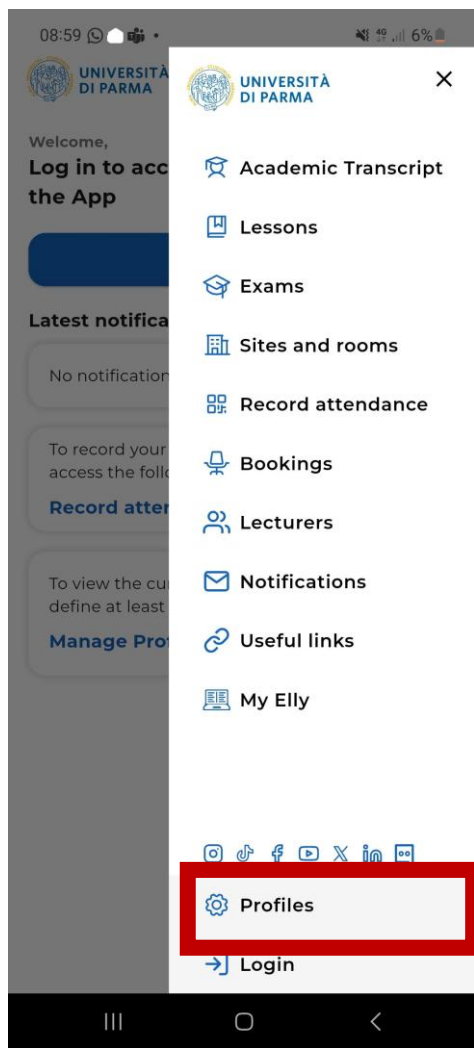 08:59
6%
UNIVERSITÀ
DI PARMA
UNIVERSITÀ
DI PARMA
Welcome,
Log in to acc
the App
Latest notifica
No notification
To record your
access the follo
Record atten
To view the cu
define at least
Manage Pro
Academic Transcript
Lessons
Exams
Sites and rooms
Record attendance
Bookings
Lecturers
Notifications
Useful links
My Elly
Profiles
Login